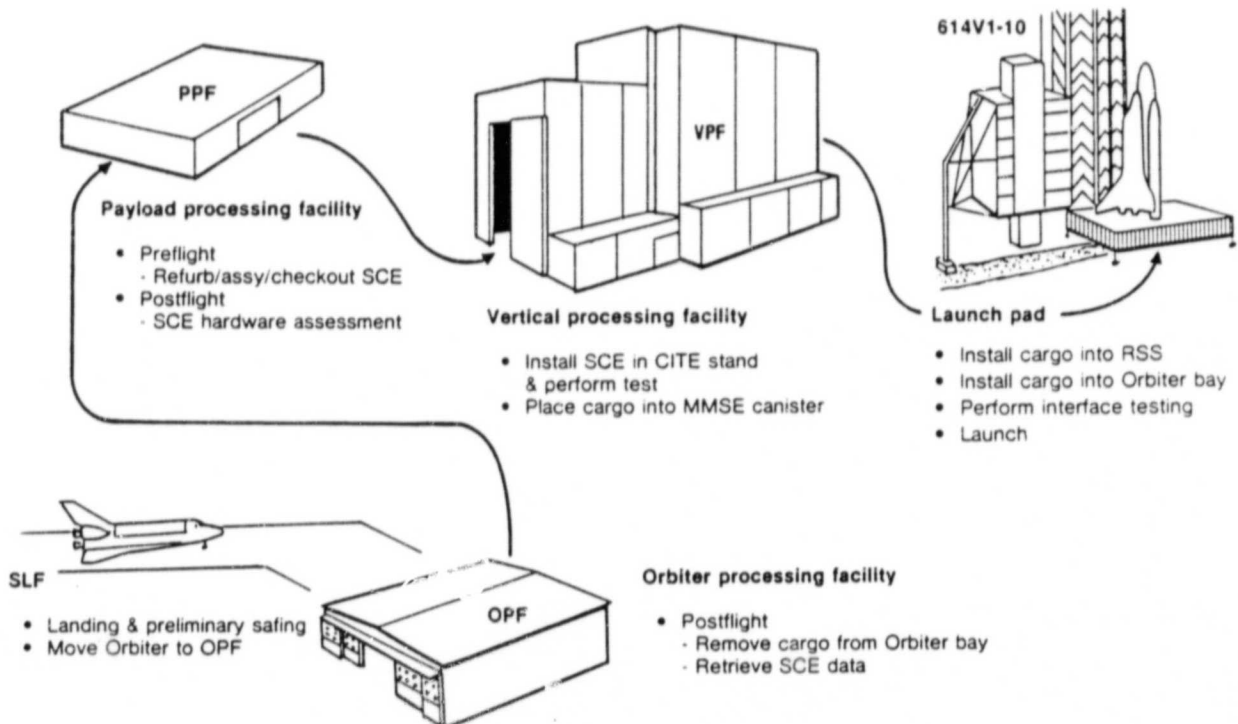 614V1-10
PPF
VPF
Payload processing facility
• Preflight
- Refurb/assy/checkout SCE
• Postflight
- SCE hardware assessment
Vertical processing facility
• Install SCE in CITE stand
& perform test
• Place cargo into MMSE canister
Launch pad
• Install cargo into RSS
• Install cargo into Orbiter bay
• Perform interface testing
• Launch
SLF
• Landing & preliminary safing
• Move Orbiter to OPF
OPF
Orbiter processing facility
• Postflight
- Remove cargo from Orbiter bay
- Retrieve SCE data